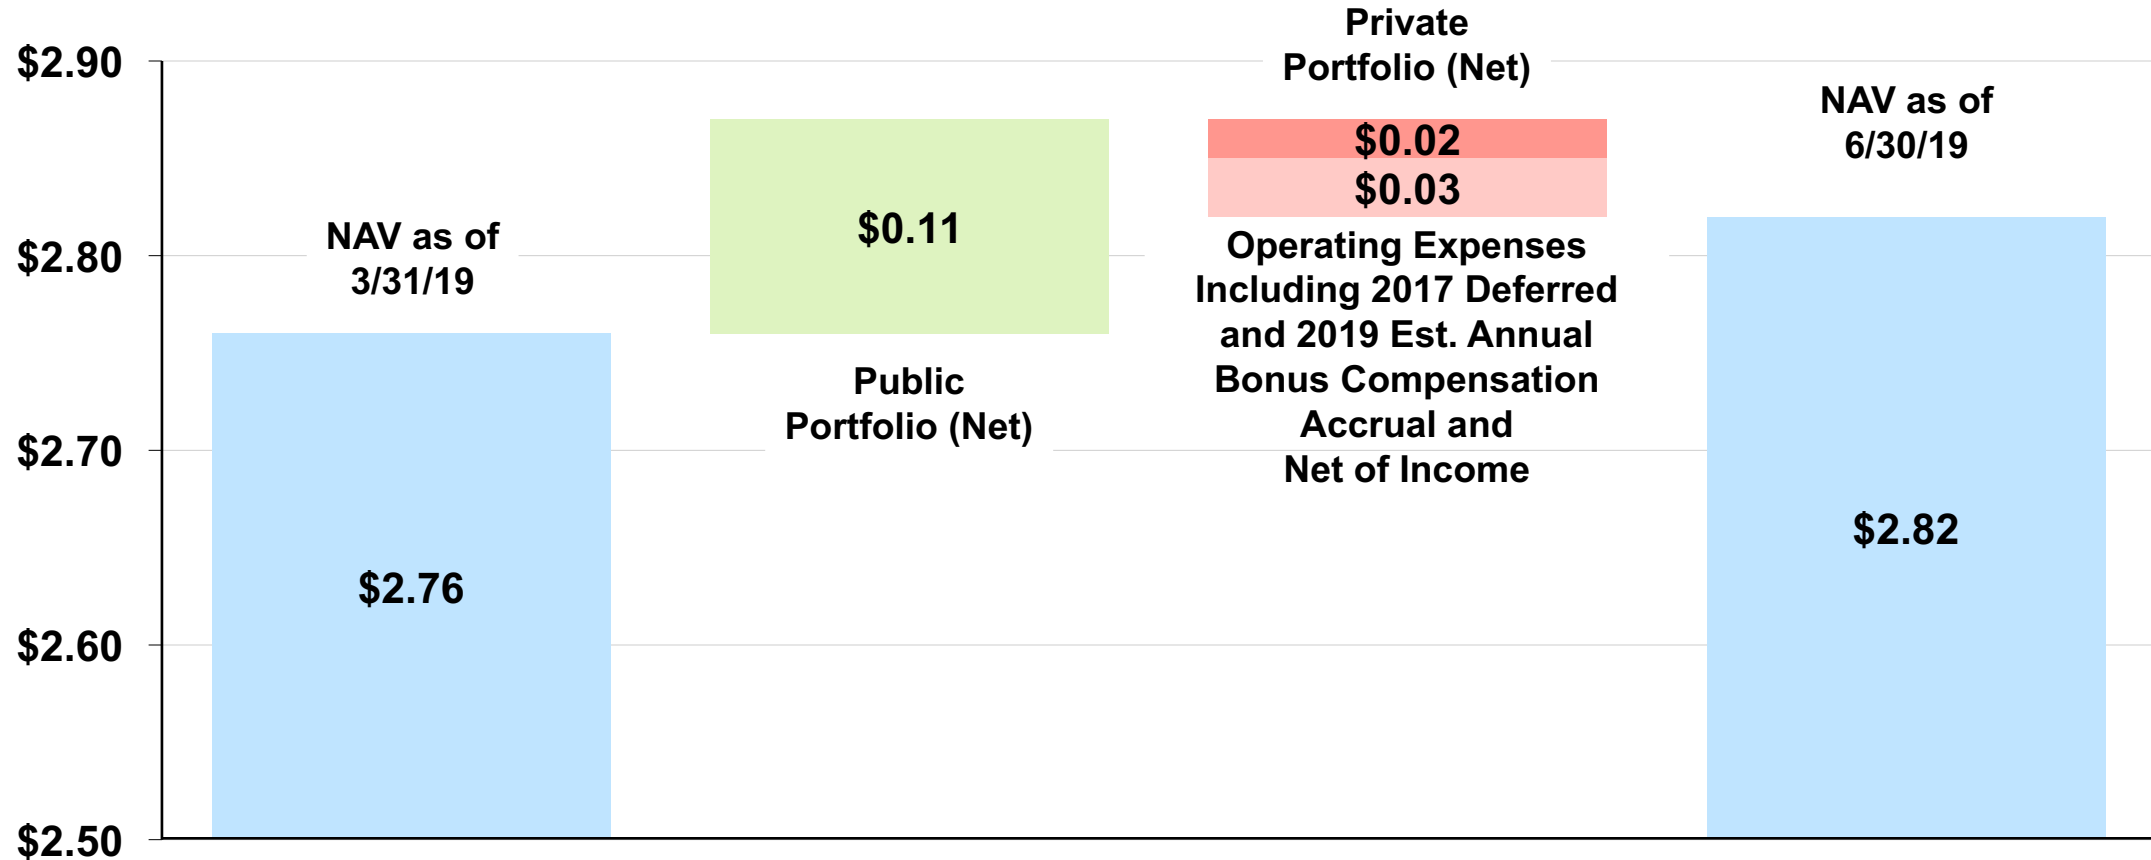 $2.90
$2.80
$2.70
$2.60
$2.50
NAV as of
3/31/19
$2.76
$0.11
Public
Portfolio (Net)
Private
Portfolio (Net)
$0.02
$0.03
Operating Expenses
Including 2017 Deferred
and 2019 Est. Annual
Bonus Compensation
Accrual and
Net of Income
NAV as of
6/30/19
$2.82